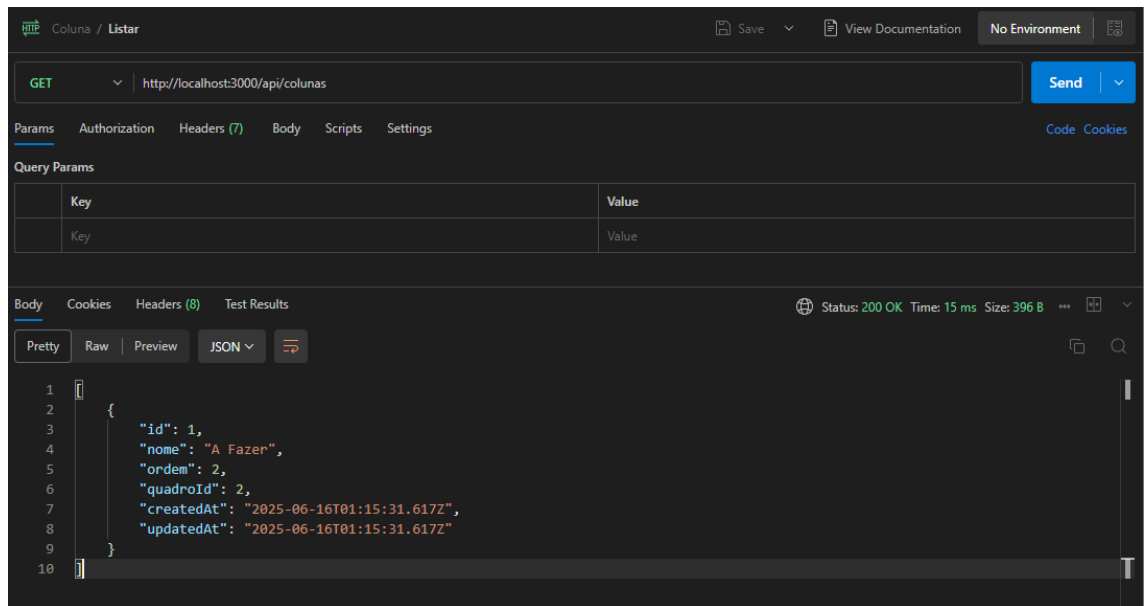 HTTP Coluna / Listar Save View Documentation No Environment
GET http://localhost:3000/api/colunas Send
Params Authorization Headers (7) Body Scripts Settings Code Cookies
Query Params
Key Value
Key Value
Body Cookies Headers (8) Test Results Status: 200 OK Time: 15 ms Size: 396 B
Pretty Raw Preview JSON
1 [
2 {
3 "id": 1,
4 "nome": "A Fazer",
5 "ordem": 2,
6 "quadroId": 2,
7 "createdAt": "2025-06-16T01:15:31.617Z",
8 "updatedAt": "2025-06-16T01:15:31.617Z"
9 }
10 ]